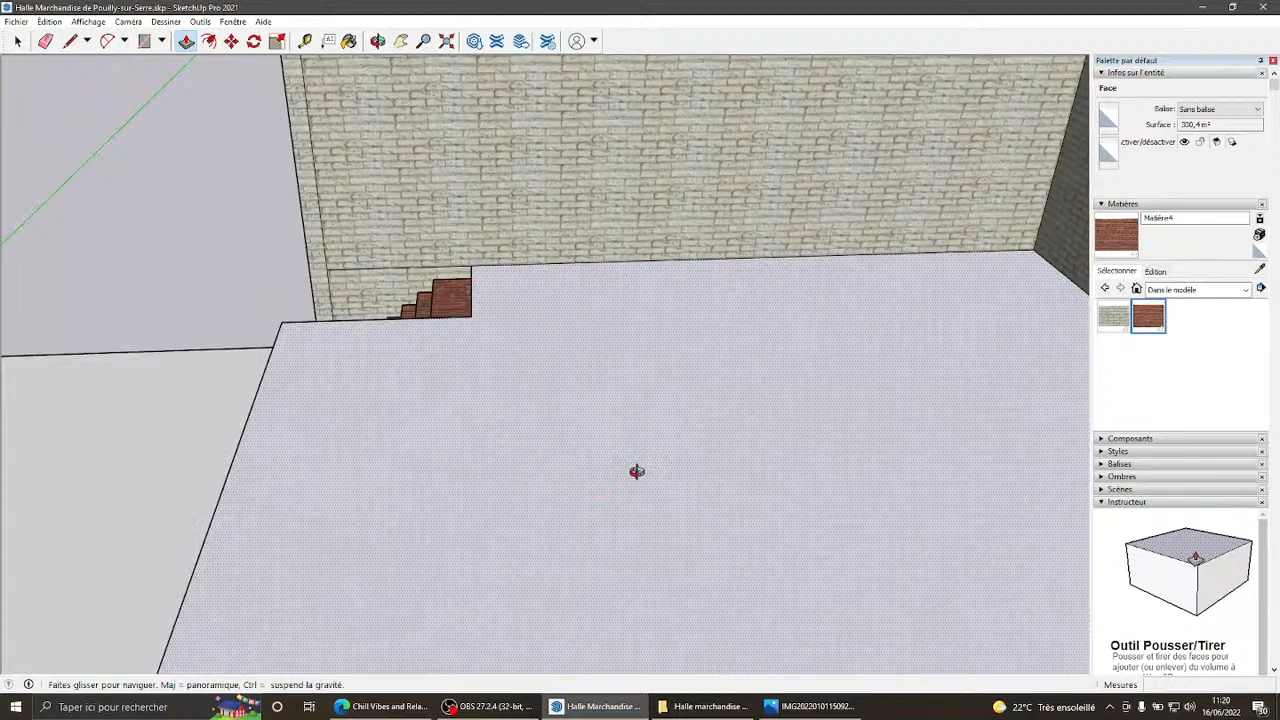 Halle Marchandise de Pouilly-sur-Serre.skp - SketchUp Pro 2021
Fichier Édition Affichage Caméra Dessiner Outils Fenêtre Aide
Palette par défaut
Infos sur l'entité
Face
Balise: Sans balise
Surface : 300,4 m²
ctiver/désactiver
Matières
Matière4
Sélectionner Édition
Dans le modèle
Composants
Styles
Balises
Ombres
Scènes
Instructeur
Outil Pousser/Tirer
Pousser et tirer des faces pour
ajouter (ou enlever) du volume à
Faites glisser pour naviguer. Maj = panoramique, Ctrl = suspend la gravité.
Mesures
Taper ici pour rechercher
Chill Vibes and Rela...
OBS 27.2.4 (32-bit, ...
Halle Marchandise ...
Halle marchandise ...
IMG2022010115092...
22°C Très ensoleillé
11:20
16/06/2022